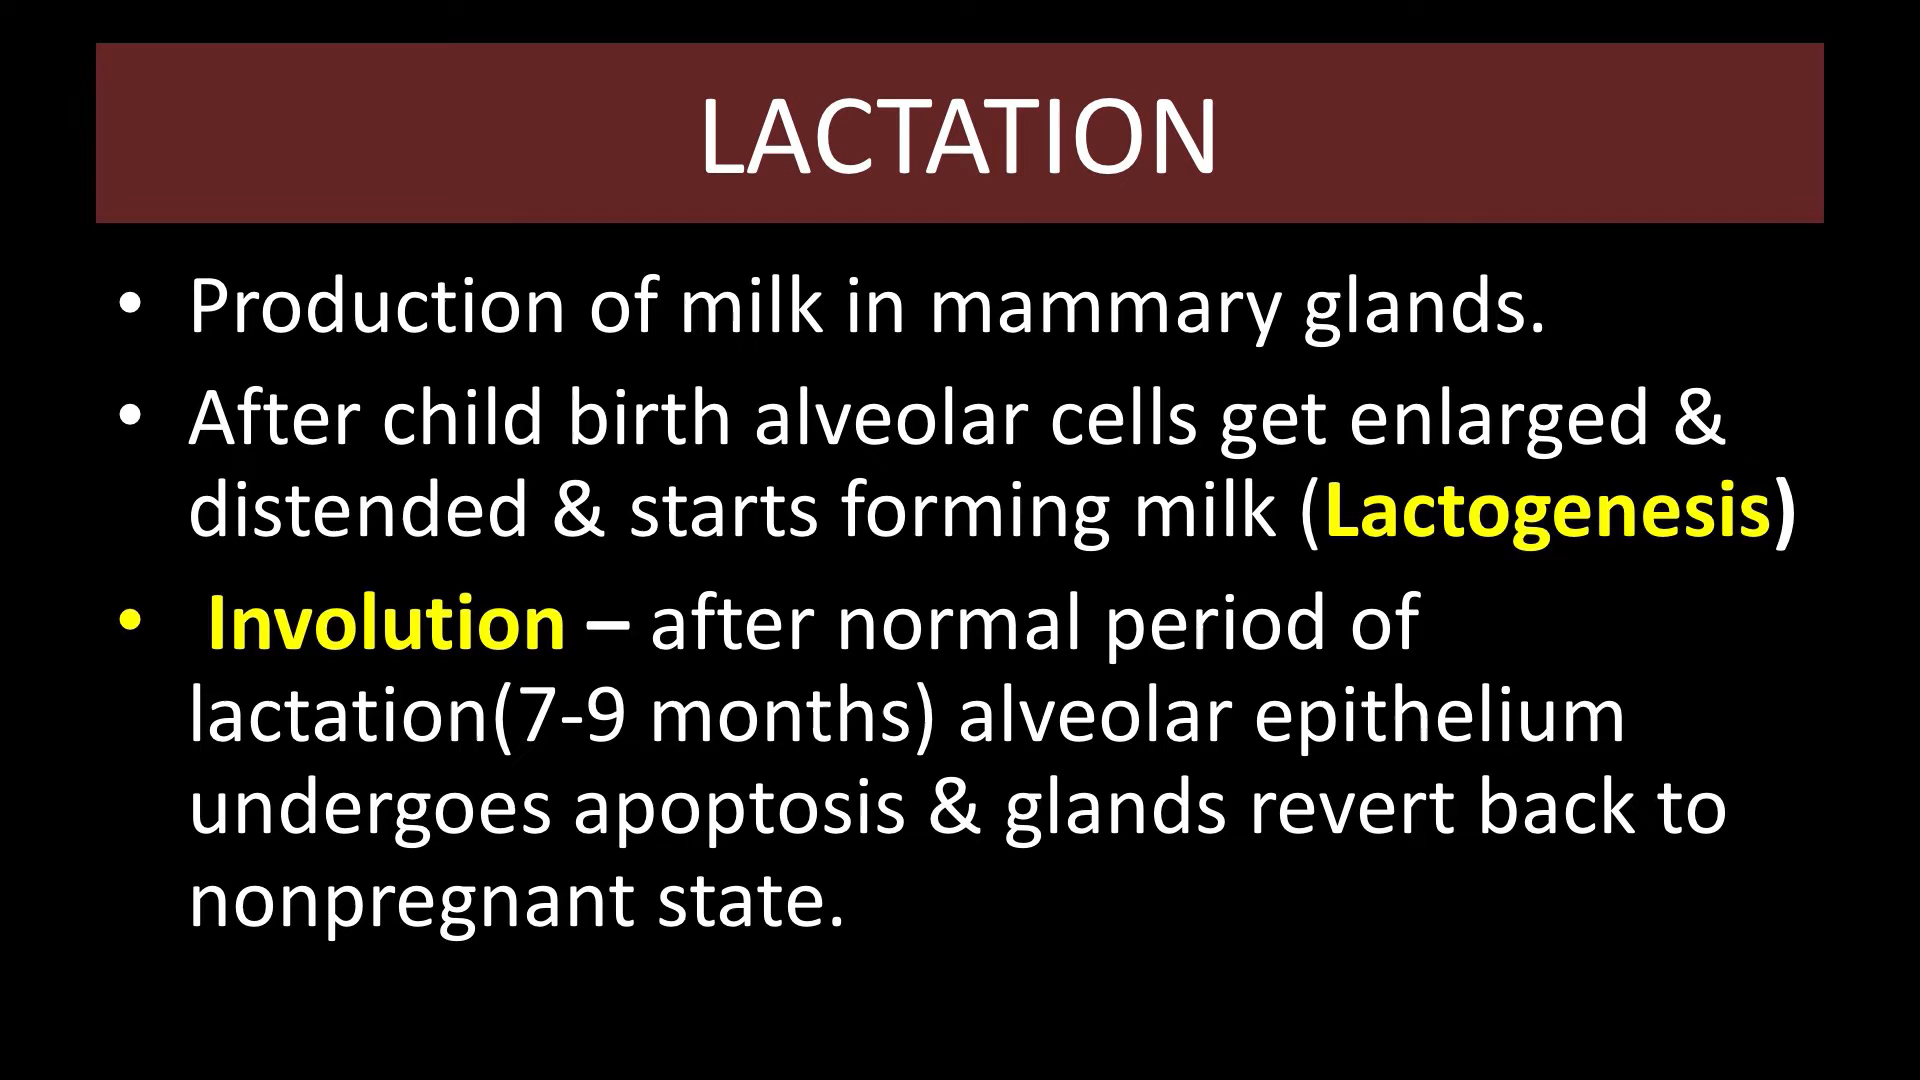 LACTATION
• Production of milk in mammary glands.
• After child birth alveolar cells get enlarged &
distended & starts forming milk (Lactogenesis)
• Involution – after normal period of
lactation(7-9 months) alveolar epithelium
undergoes apoptosis & glands revert back to
nonpregnant state.